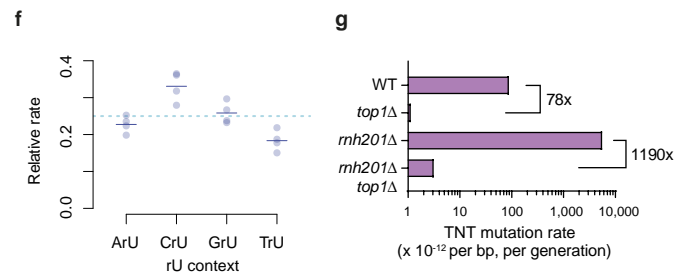 f
Relative rate
0.4
0.2
0.0
ArU CrU GrU TrU
rU context
g
WT
top1Δ
rnh201Δ
rnh201Δ
top1Δ
78x
1190x
1 10 100 1,000 10,000
TNT mutation rate
(x 10⁻¹² per bp, per generation)